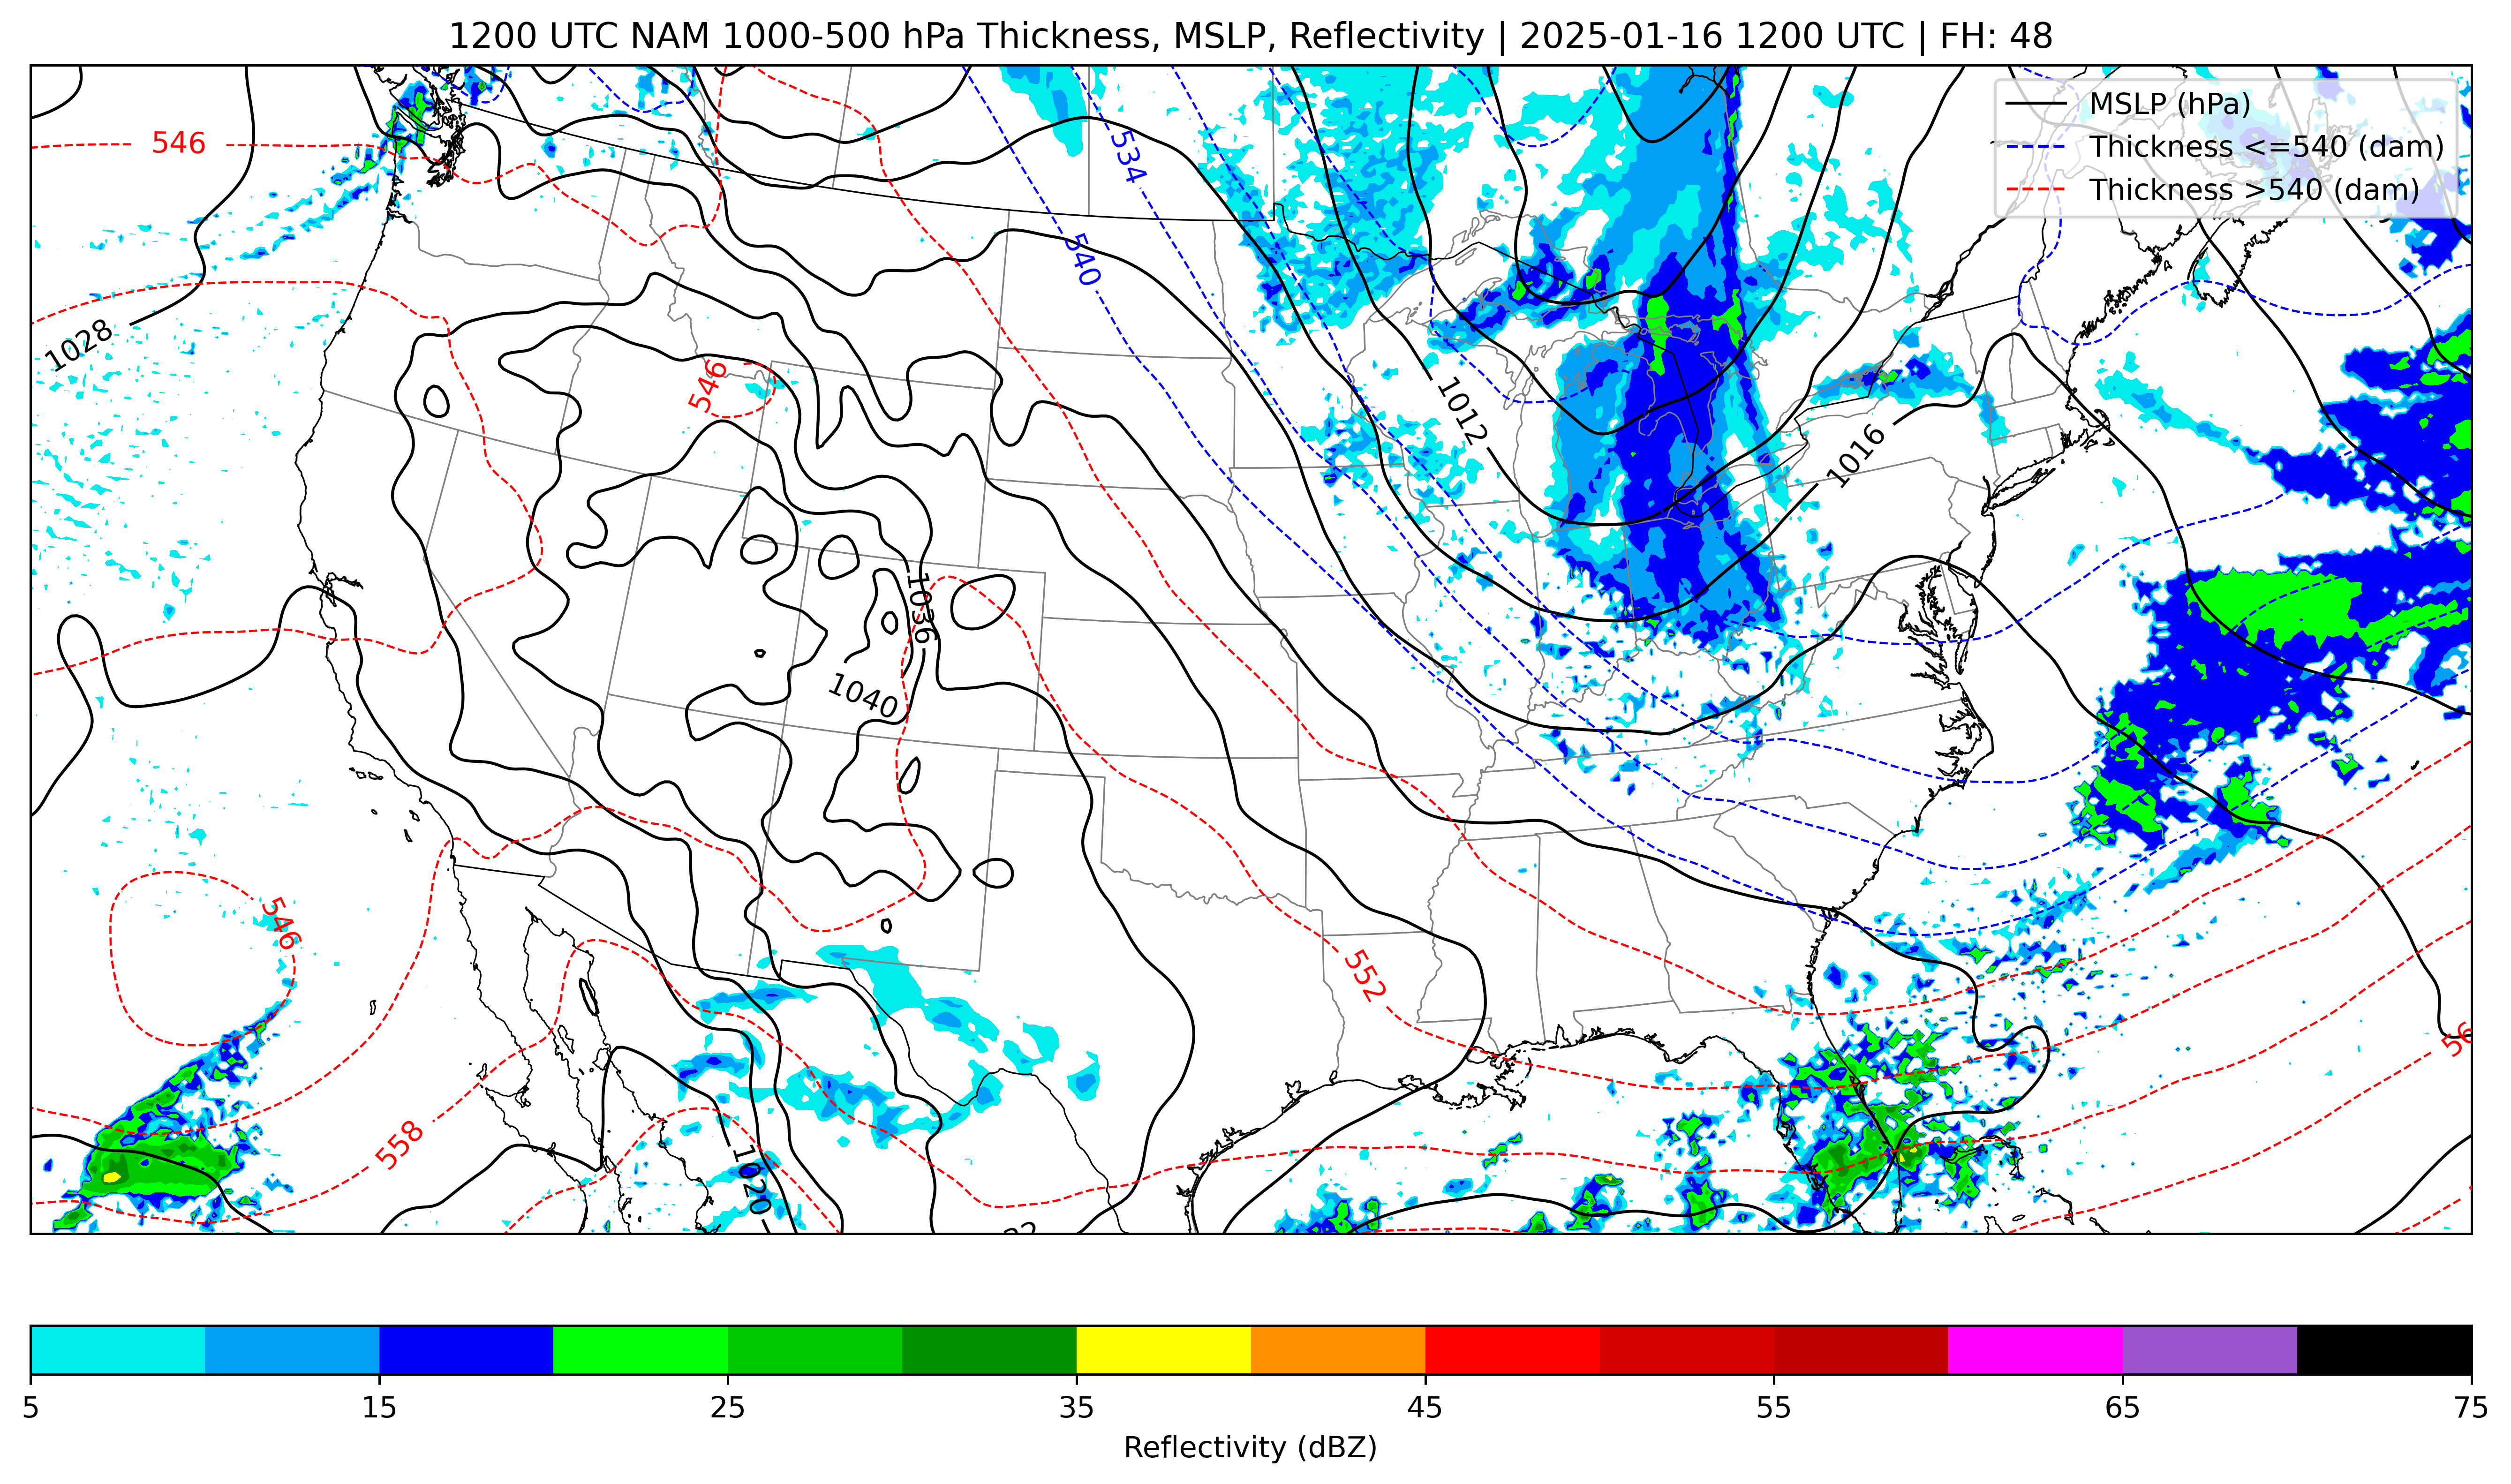 1200 UTC NAM 1000-500 hPa Thickness, MSLP, Reflectivity | 2025-01-16 1200 UTC | FH: 48
MSLP (hPa)
Thickness <=540 (dam)
Thickness >540 (dam)
546
534
540
1028
546
1012
1016
1036
1040
546
552
558
1020
5 15 25 35 45 55 65 75
Reflectivity (dBZ)